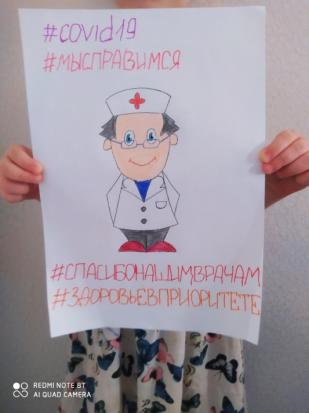 #covid19
#МЫСПРАВИМСЯ
#СПАСИБОНАШИМВРАЧАМ
#ЗДОРОВЬЕВПРИОРИТЕТЕ
REDMI NOTE 8T
AI QUAD CAMERA